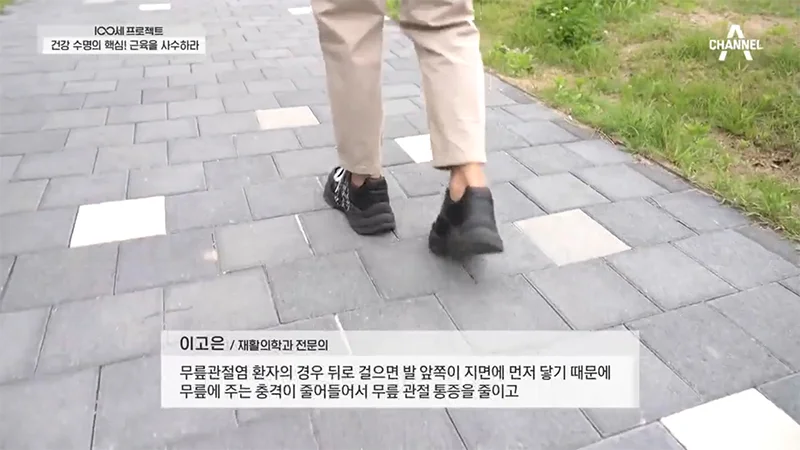 100세 프로젝트
건강 수명의 핵심! 근육을 사수하라
CHANNEL A
이고은 / 재활의학과 전문의
무릎관절염 환자의 경우 뒤로 걸으면 발 앞쪽이 지면에 먼저 닿기 때문에
무릎에 주는 충격이 줄어들어서 무릎 관절 통증을 줄이고